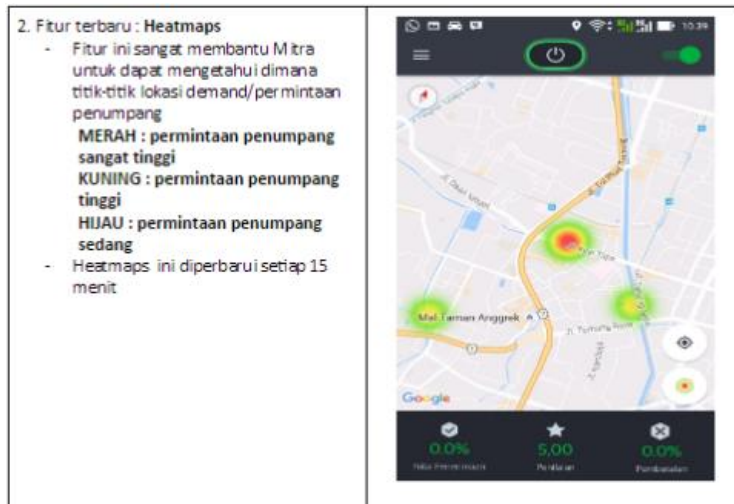 2. Fitur terbaru : Heatmaps
- Fitur ini sangat membantu Mitra
untuk dapat mengetahui dimana
titik-titik lokasi demand/permintaan
penumpang
MERAH : permintaan penumpang
sangat tinggi
KUNING : permintaan penumpang
tinggi
HIJAU : permintaan penumpang
sedang
- Heatmaps ini diperbarui setiap 15
menit
10.39
Mal Taman Anggrek
Google
0.0%
5,00
0.0%
Penilaian
Pembatalan